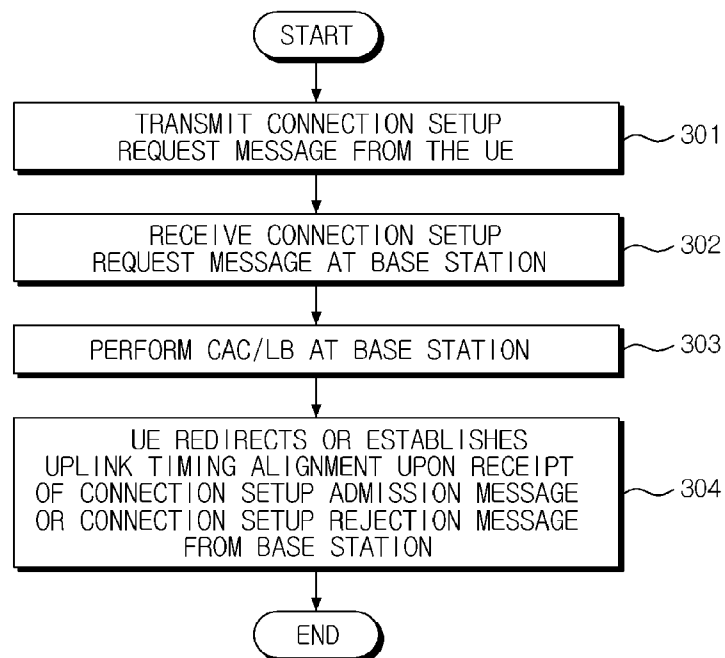 START
TRANSMIT CONNECTION SETUP
REQUEST MESSAGE FROM THE UE
301
RECEIVE CONNECTION SETUP
REQUEST MESSAGE AT BASE STATION
302
PERFORM CAC/LB AT BASE STATION
303
UE REDIRECTS OR ESTABLISHES
UPLINK TIMING ALIGNMENT UPON RECEIPT
OF CONNECTION SETUP ADMISSION MESSAGE
OR CONNECTION SETUP REJECTION MESSAGE
FROM BASE STATION
304
END